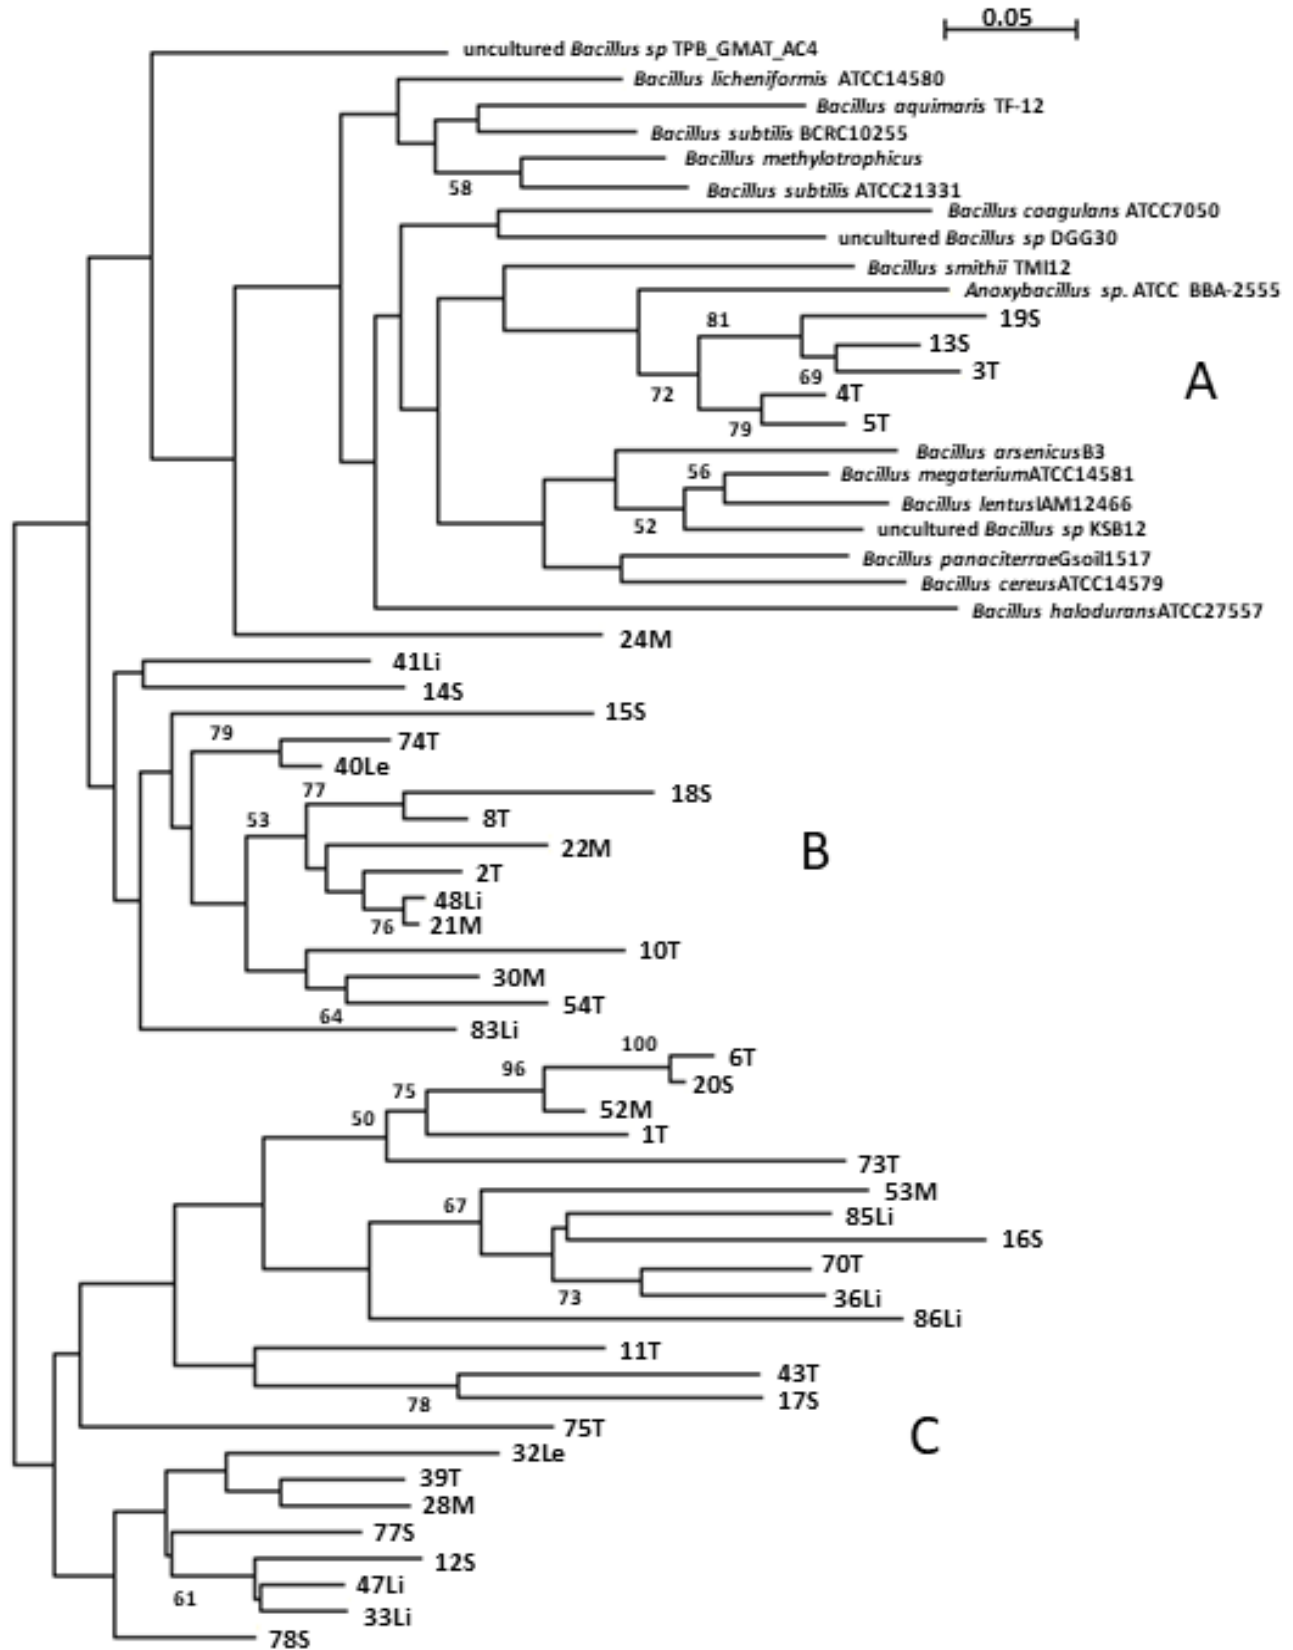 0.05
uncultured Bacillus sp TPB_GMAT_AC4
Bacillus licheniformis ATCC14580
Bacillus aquimaris TF-12
Bacillus subtilis BCRC10255
Bacillus methylotrophicus
58
Bacillus subtilis ATCC21331
Bacillus coagulans ATCC7050
uncultured Bacillus sp DGG30
Bacillus smithii TMI12
Anoxybacillus sp. ATCC BBA-2555
81
19S
13S
3T
69
A
72
4T
79
5T
Bacillus arsenicusB3
56
Bacillus megateriumATCC14581
Bacillus lentusIAM12466
52
uncultured Bacillus sp KSB12
Bacillus panaciterraeGsoil1517
Bacillus cereusATCC14579
Bacillus haloduransATCC27557
24M
41Li
14S
15S
79
74T
40Le
77
18S
53
8T
22M
B
2T
48Li
76
21M
10T
30M
54T
64
83Li
100
6T
96
20S
75
52M
50
1T
73T
53M
67
85Li
16S
70T
73
36Li
86Li
11T
43T
78
17S
75T
C
32Le
39T
28M
77S
12S
47Li
61
33Li
78S